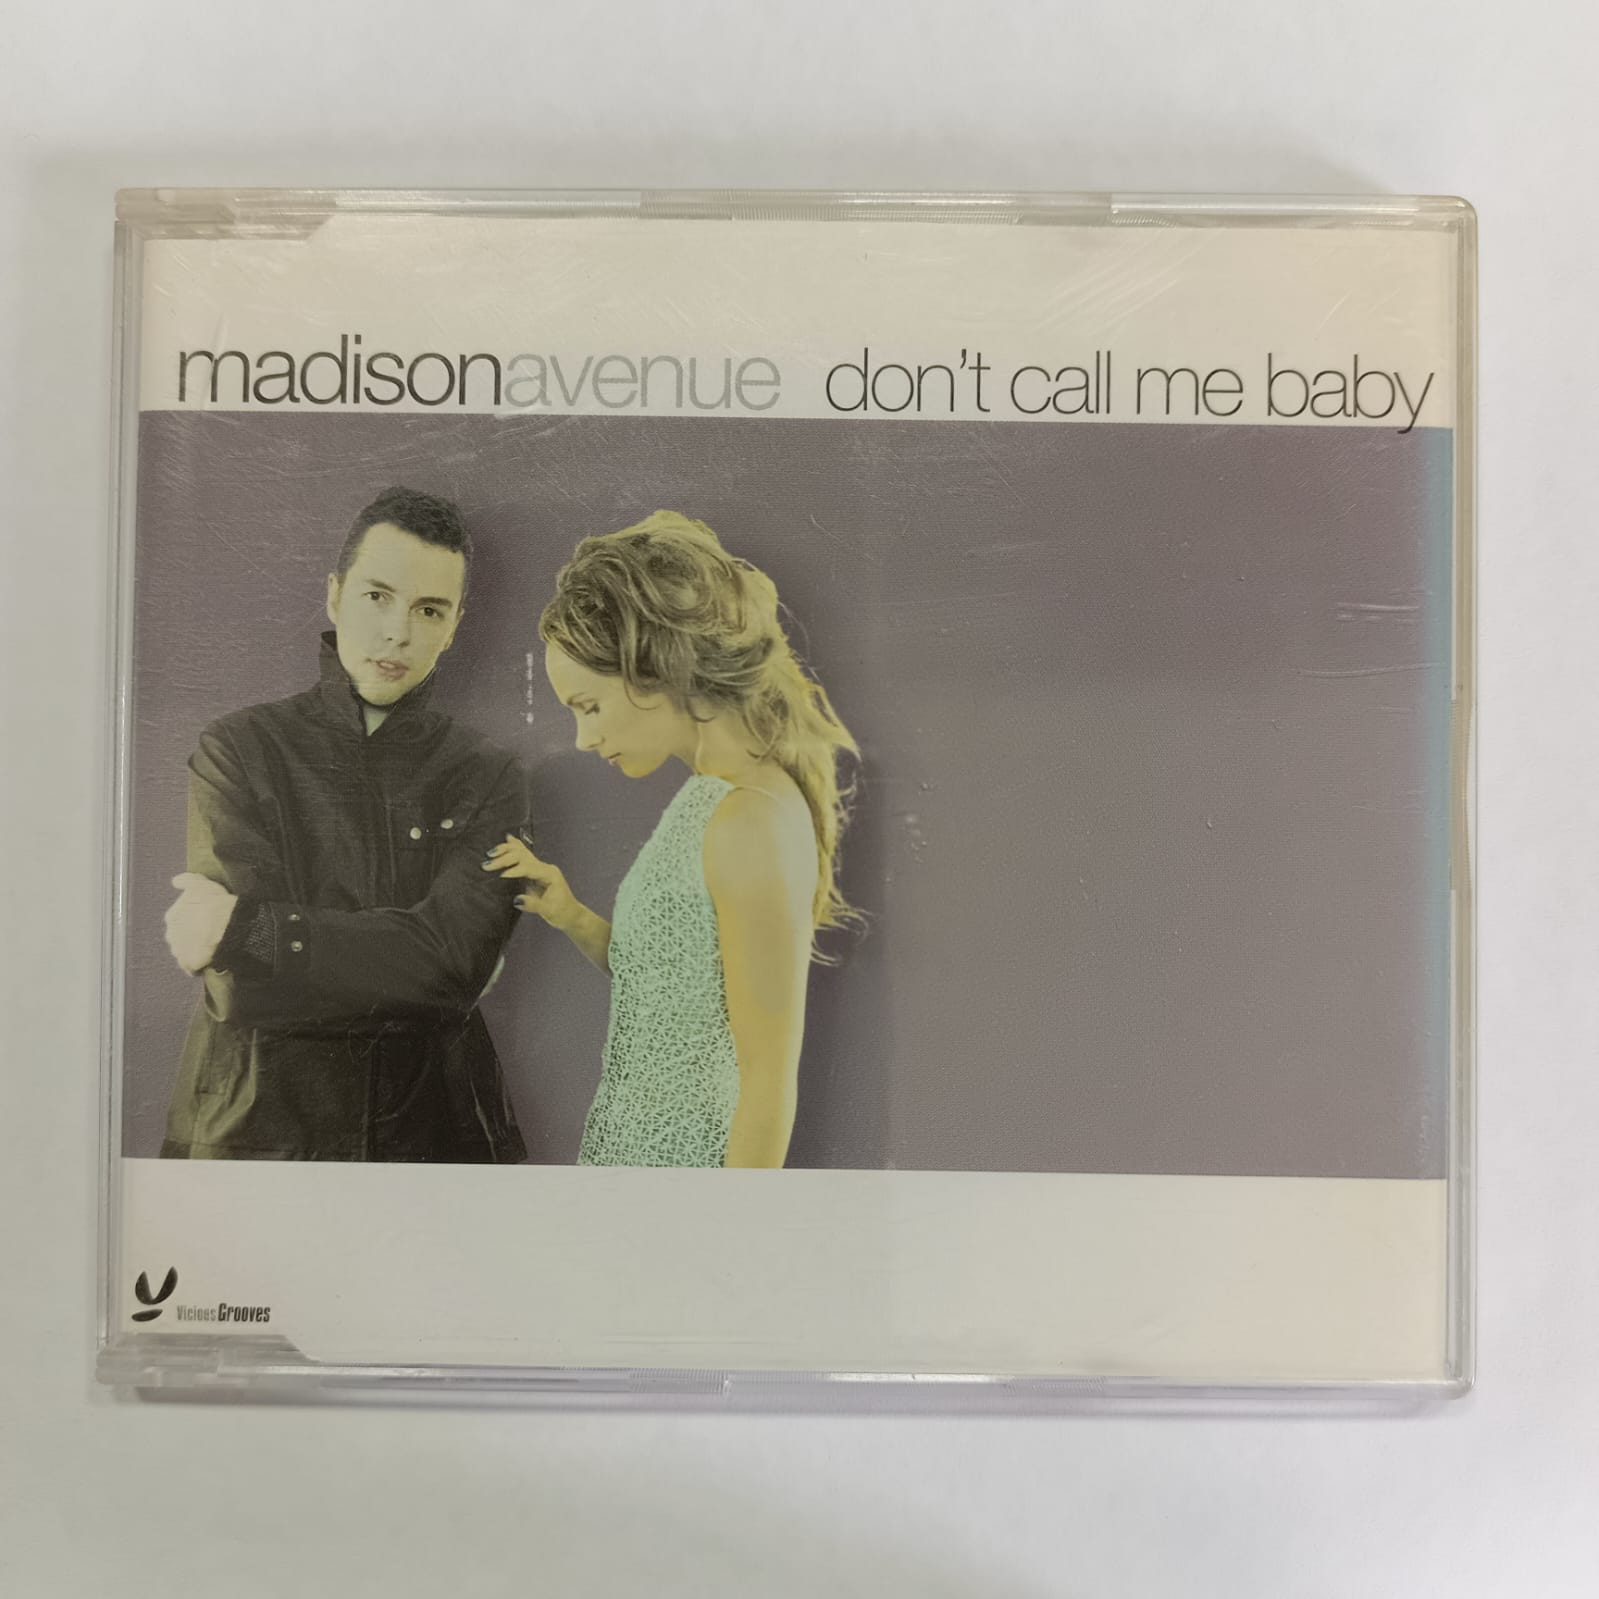 madisonavenue don't call me baby
Vicious Grooves